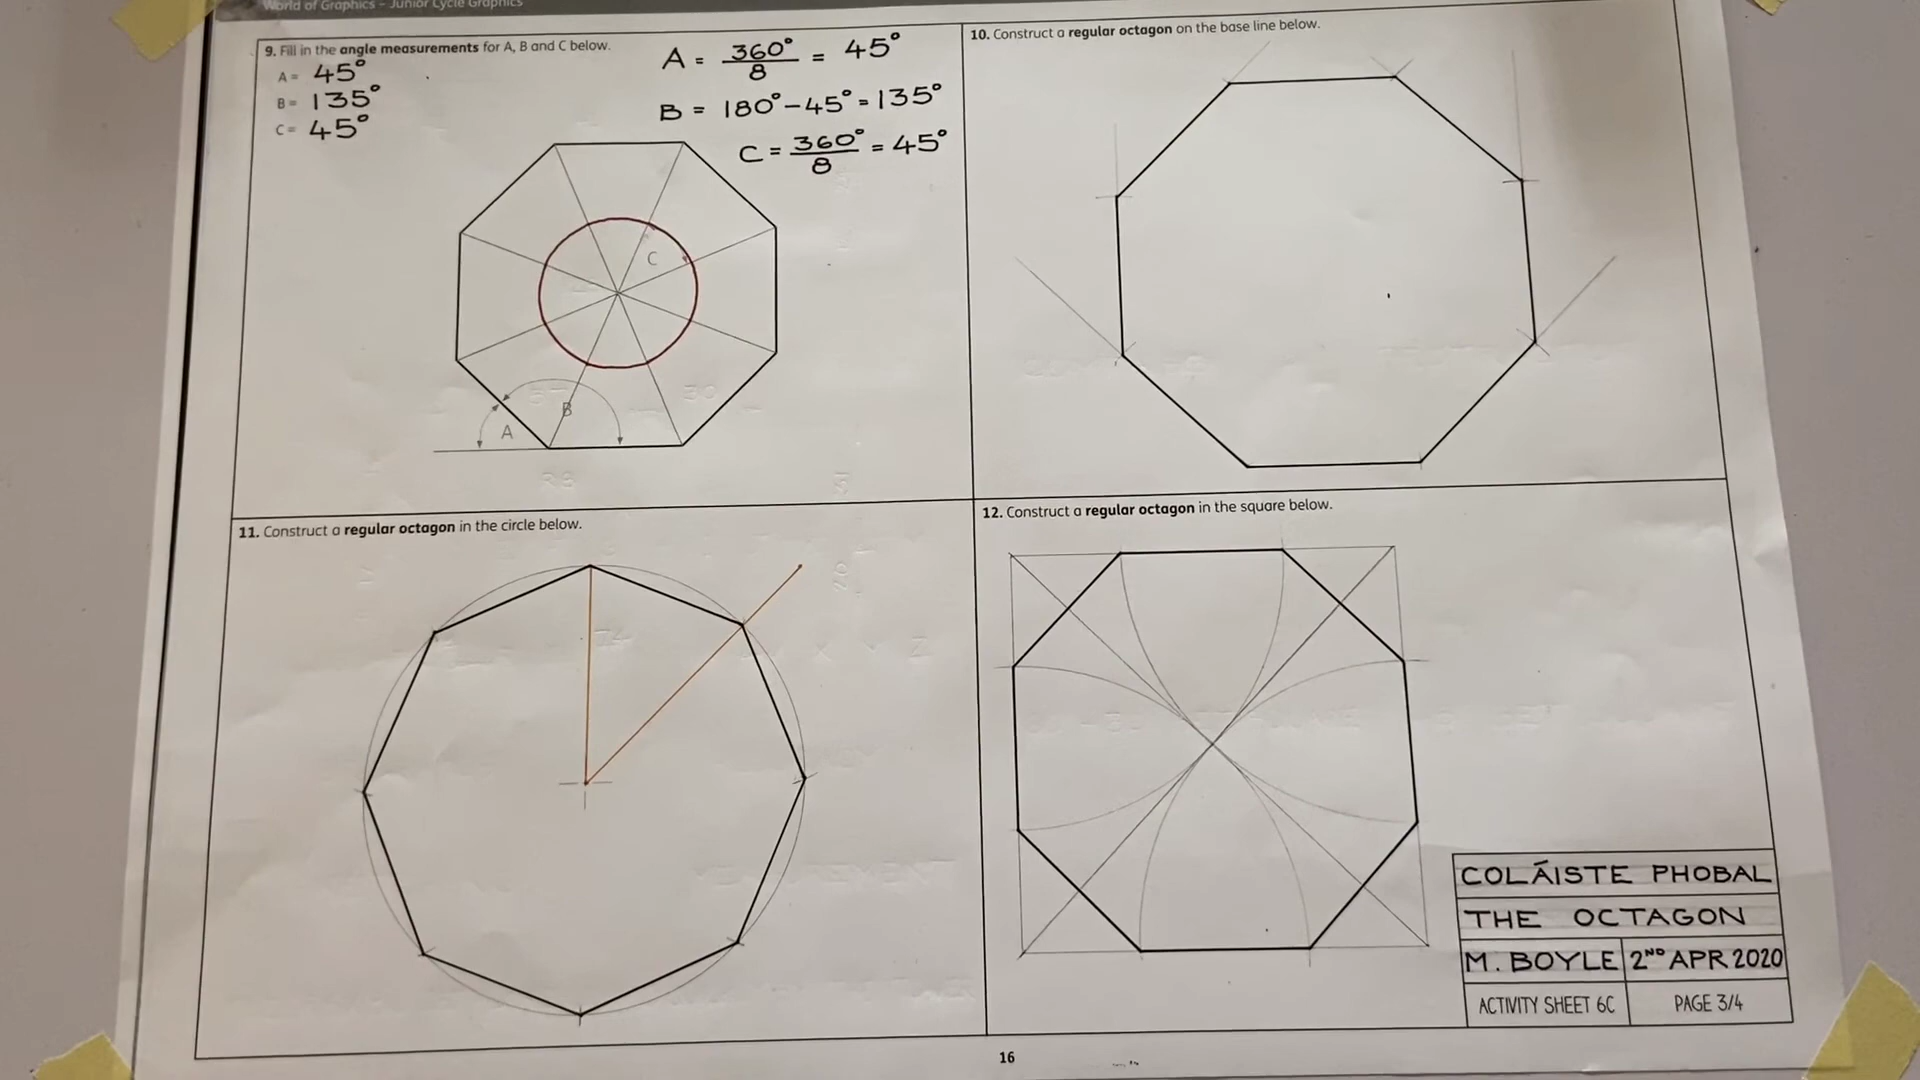 World of Graphics – Junior Cycle Graphics
9. Fill in the angle measurements for A, B and C below.
A = 45°
B = 135°
C = 45°
A = 360°/8 = 45°
B = 180° – 45° = 135°
C = 360°/8 = 45°
C
B
A
10. Construct a regular octagon on the base line below.
11. Construct a regular octagon in the circle below.
12. Construct a regular octagon in the square below.
COLÁISTE PHOBAL
THE OCTAGON
M. BOYLE 2ND APR 2020
ACTIVITY SHEET 6C PAGE 3/4
16